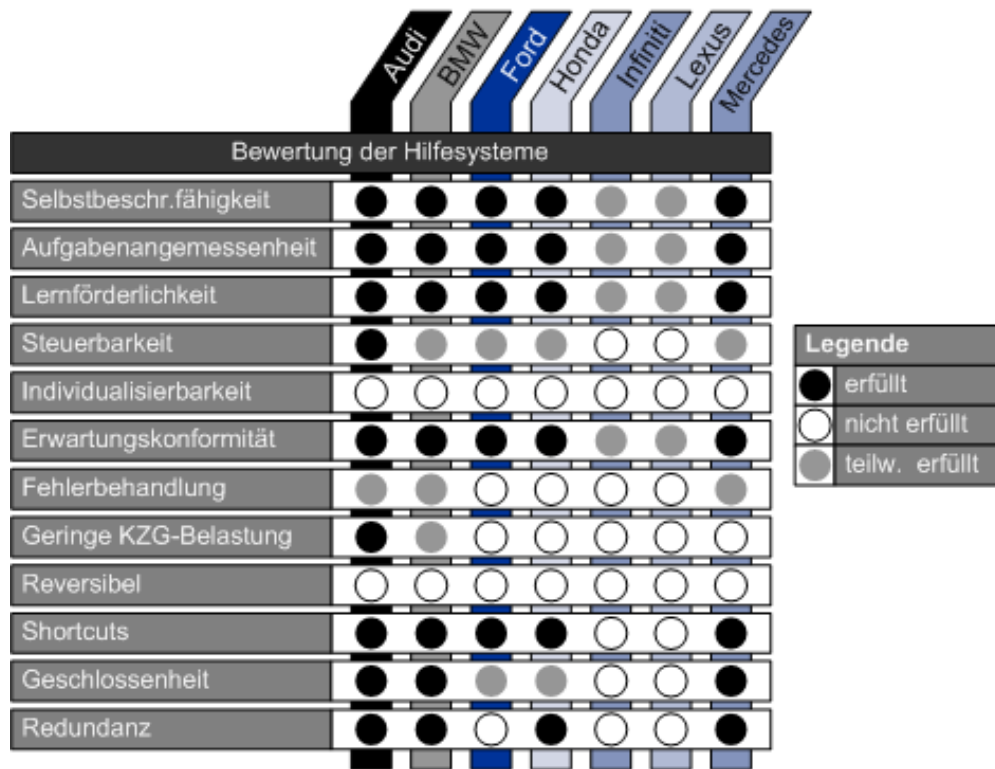 Audi
BMW
Ford
Honda
Infiniti
Lexus
Mercedes
Bewertung der Hilfesysteme
Selbstbeschr.fähigkeit
Aufgabenangemessenheit
Lernförderlichkeit
Steuerbarkeit
Individualisierbarkeit
Erwartungskonformität
Fehlerbehandlung
Geringe KZG-Belastung
Reversibel
Shortcuts
Geschlossenheit
Redundanz
Legende
erfüllt
nicht erfüllt
teilw. erfüllt